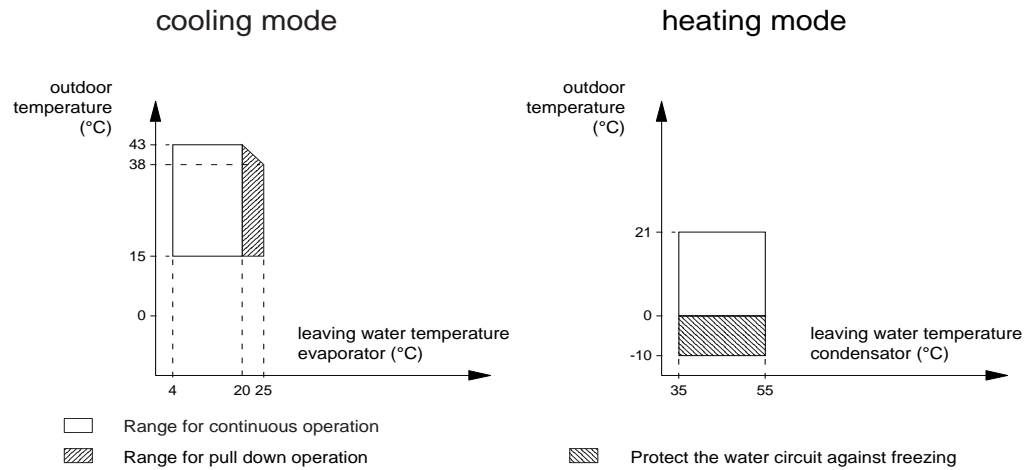 cooling mode
heating mode
outdoor
temperature
(°C)
43
38
15
0
leaving water temperature
evaporator (°C)
4
20
25
outdoor
temperature
(°C)
21
0
-10
leaving water temperature
condensator (°C)
35
55
Range for continuous operation
Range for pull down operation
Protect the water circuit against freezing